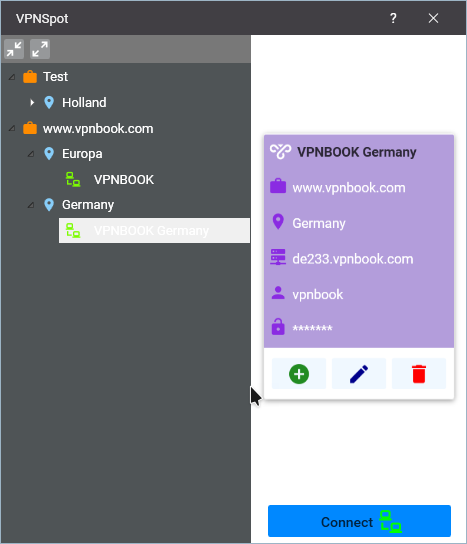 VPNSpot ?
Test
Holland
www.vpnbook.com
Europa
VPNBOOK
Germany
VPNBOOK Germany
VPNBOOK Germany
www.vpnbook.com
Germany
de233.vpnbook.com
vpnbook
*******
Connect